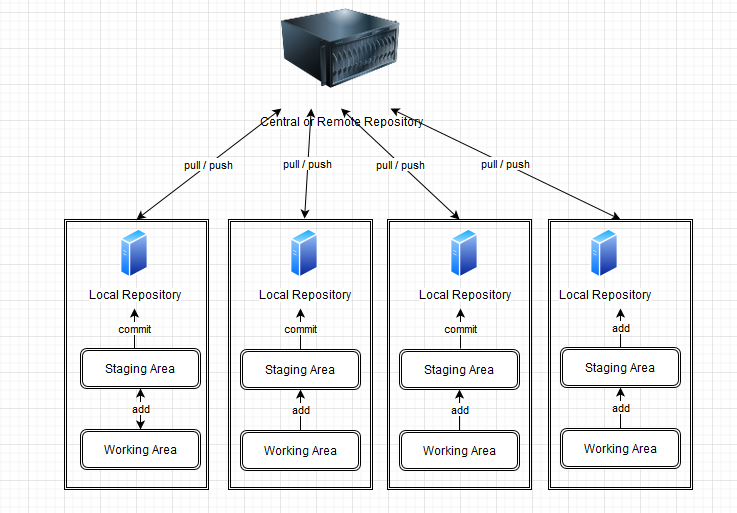 Central or Remote Repository
pull / push
pull / push
pull / push
pull / push
Local Repository
commit
Staging Area
add
Working Area
Local Repository
commit
Staging Area
add
Working Area
Local Repository
commit
Staging Area
add
Working Area
Local Repository
add
Staging Area
add
Working Area